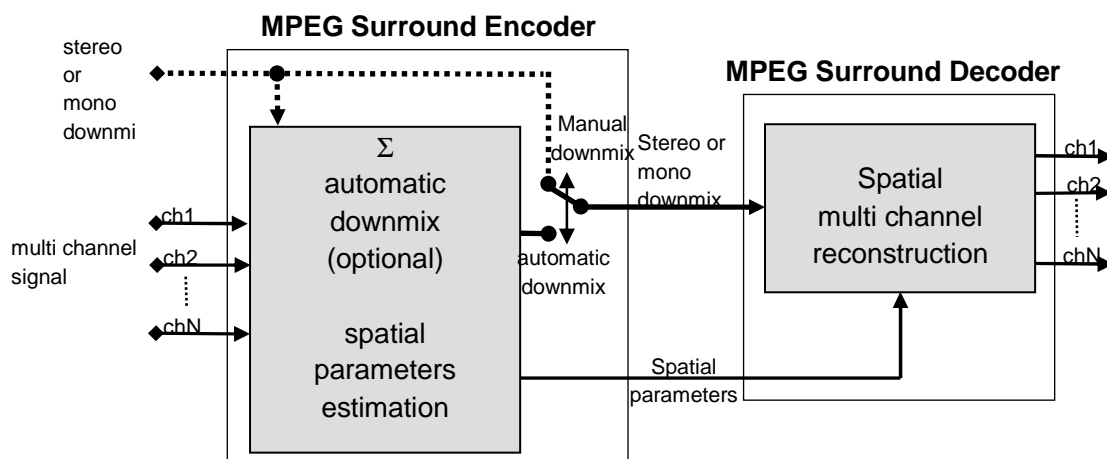 MPEG Surround Encoder
stereo
or
mono
downmi
MPEG Surround Decoder
Σ
automatic
downmix
(optional)
spatial
parameters
estimation
Manual
downmix
automatic
downmix
Stereo or
mono
downmix
Spatial
multi channel
reconstruction
ch1
ch2
chN
multi channel
signal
ch1
ch2
chN
Spatial
parameters